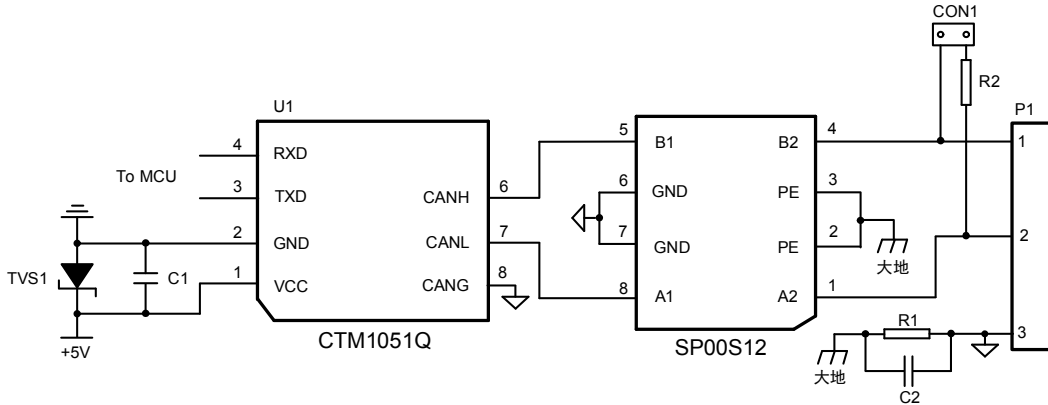 CON1
R2
P1
U1
4
RXD
To MCU
3
TXD
CANH
6
2
GND
CANL
7
TVS1
C1
1
VCC
CANG
8
+5V
CTM1051Q
5
B1
B2
4
1
6
GND
PE
3
7
GND
PE
2
大地
2
8
A1
A2
1
SP00S12
R1
3
大地
C2